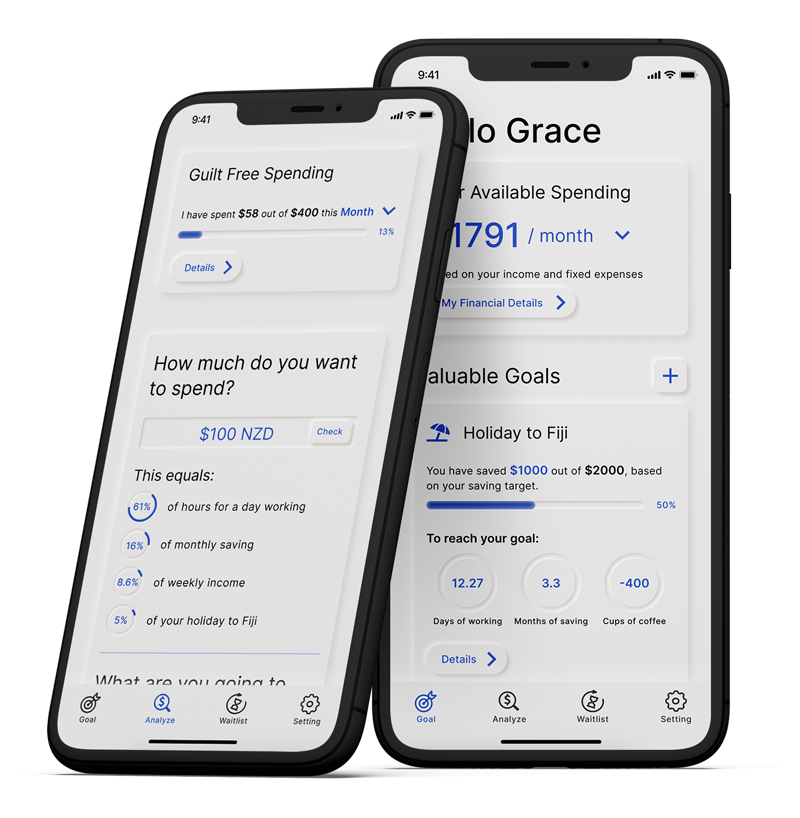 9:41
Guilt Free Spending
I have spent $58 out of $400 this Month
13%
Details
How much do you want
to spend?
$100 NZD
Check
This equals:
61%
of hours for a day working
16%
of monthly saving
8.6%
of weekly income
5%
of your holiday to Fiji
What are you going to
Goal
Analyze
Waitlist
Setting
9:41
lo Grace
r Available Spending
1791 / month
ed on your income and fixed expenses
My Financial Details
aluable Goals
Holiday to Fiji
You have saved $1000 out of $2000, based
on your saving target.
50%
To reach your goal:
12.27
3.3
-400
Days of working
Months of saving
Cups of coffee
Details
Goal
Analyze
Waitlist
Setting